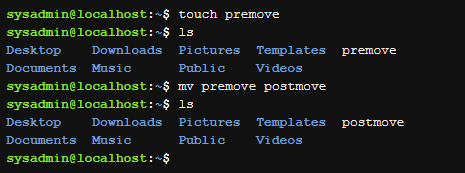 sysadmin@localhost:~$ touch premove
sysadmin@localhost:~$ ls
Desktop    Downloads  Pictures  Templates  premove
Documents  Music      Public    Videos
sysadmin@localhost:~$ mv premove postmove
sysadmin@localhost:~$ ls
Desktop    Downloads  Pictures  Templates  postmove
Documents  Music      Public    Videos
sysadmin@localhost:~$